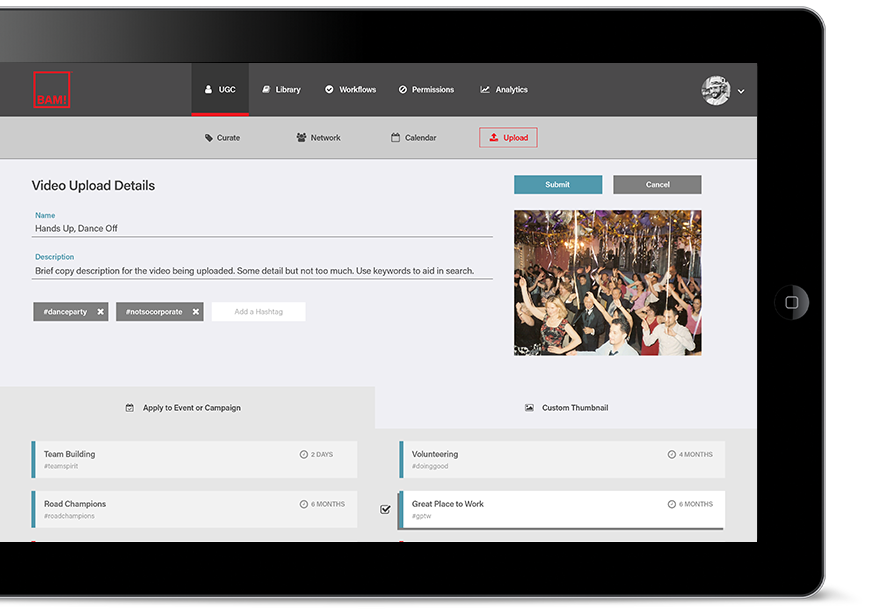 BAM!
UGC
Library
Workflows
Permissions
Analytics
Curate
Network
Calendar
Upload
Video Upload Details
Submit
Cancel
Name
Hands Up, Dance Off
Description
Brief copy description for the video being uploaded. Some detail but not too much. Use keywords to aid in search.
#danceparty
#notsocorporate
Add a Hashtag
Apply to Event or Campaign
Custom Thumbnail
Team Building
2 DAYS
#teamspirit
Volunteering
4 MONTHS
#doinggood
Road Champions
6 MONTHS
#roadchampions
Great Place to Work
6 MONTHS
#gptw